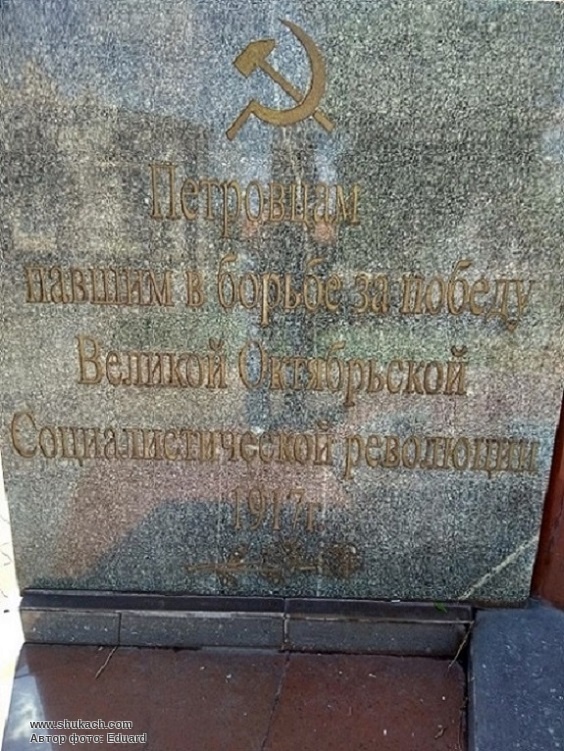 Петровцам
павшим в борьбе за победу
Великой Октябрьской
Социалистической революции
1917г
www.shukach.com
Автор фото: Eduard